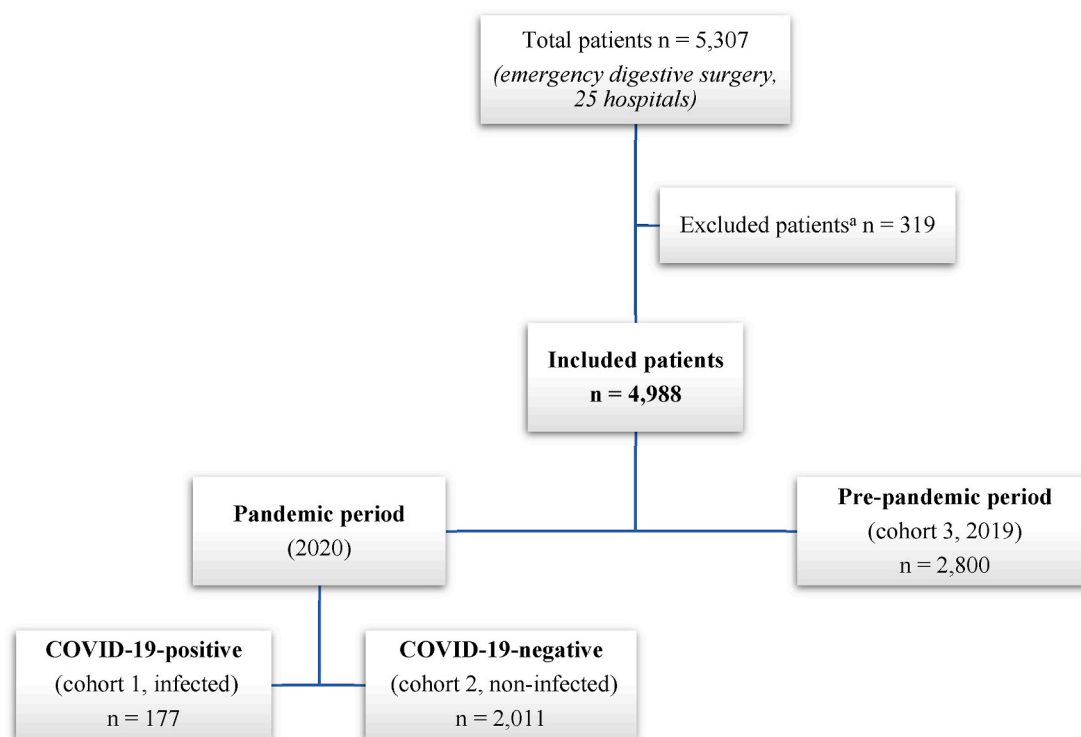 Total patients n = 5,307
(emergency digestive surgery,
25 hospitals)
Excluded patientsᵃ n = 319
Included patients
n = 4,988
Pandemic period
(2020)
Pre-pandemic period
(cohort 3, 2019)
n = 2,800
COVID-19-positive
(cohort 1, infected)
n = 177
COVID-19-negative
(cohort 2, non-infected)
n = 2,011